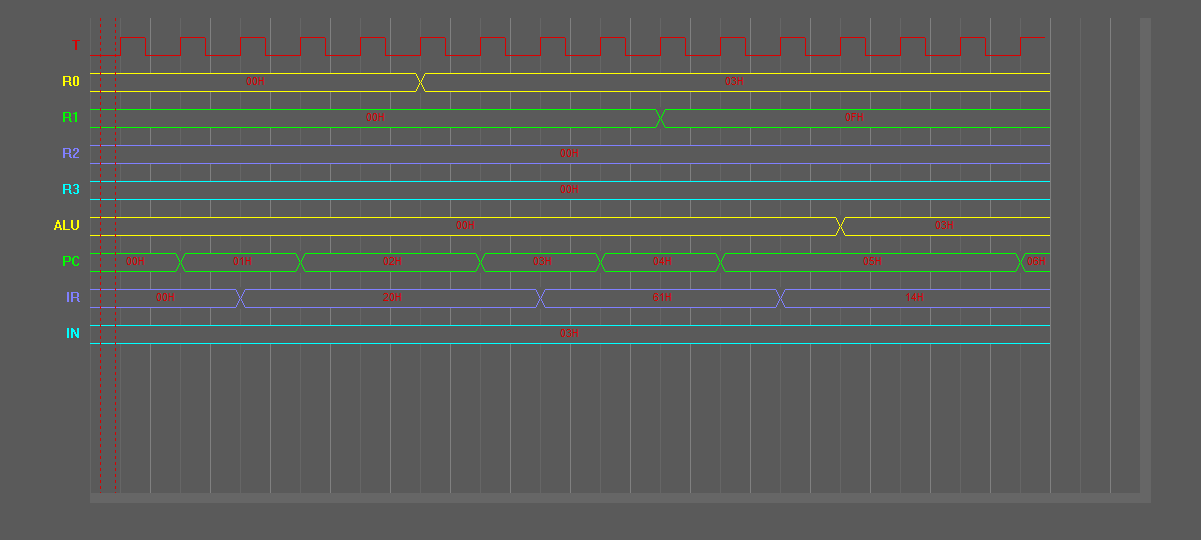 T
R0 00H 03H
R1 00H 0FH
R2 00H
R3 00H
ALU 00H 03H
PC 00H 01H 02H 03H 04H 05H 06H
IR 00H 20H 61H 14H
IN 03H